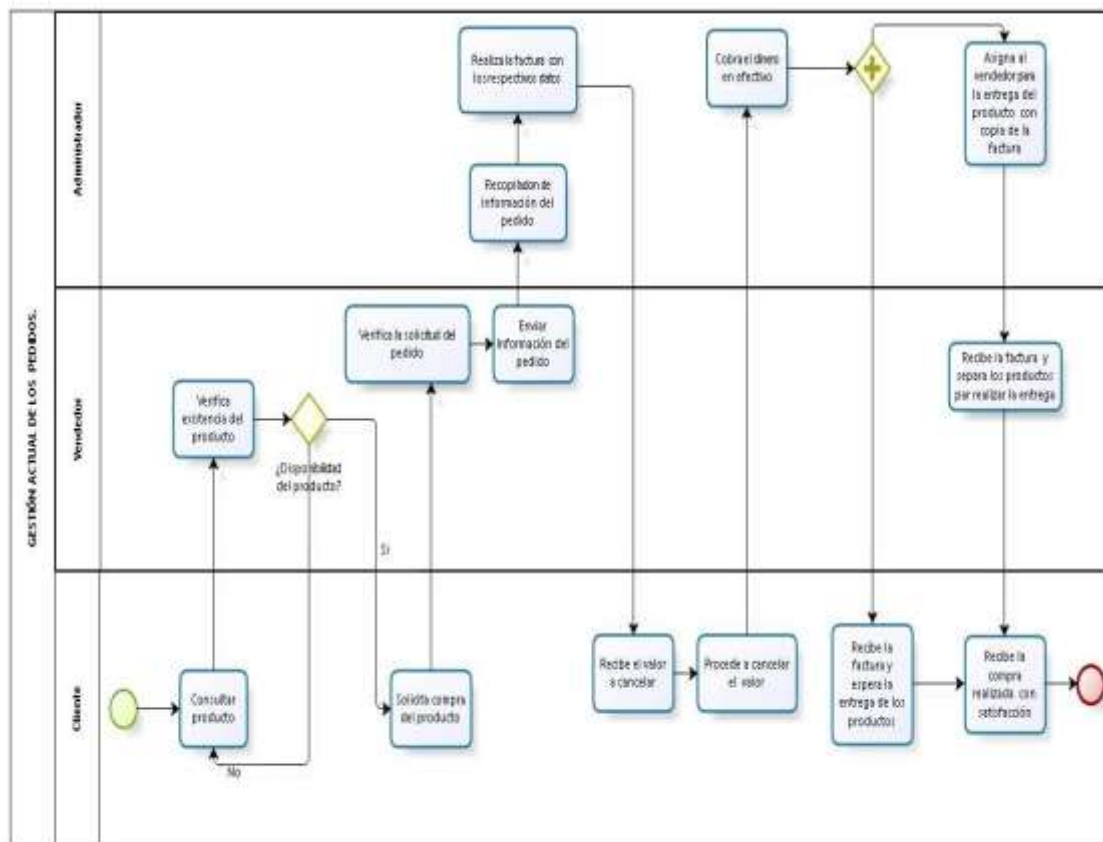 GESTIÓN ACTUAL DE LOS PEDIDOS.
Administrador
Realiza la factura con
los respectivos datos
Cobra el dinero
en efectivo
Asigna al
vendedor para
la entrega del
producto con
copia de la
factura
Recopilacion de
información del
pedido
Vendedor
Verifica la solicitud del
pedido
Enviar
Información del
pedido
Verifica
existencia del
producto
¿Disponibilidad
del producto?
Si
Recibe la factura y
separa los productos
par realizar la entrega
Cliente
Consultar
producto
No
Solicita compra
del producto
Recibe el valor
a cancelar
Procede a cancelar
el valor
Recibe la
factura y
espera la
entrega de los
productos
Recibe la
compra
realizada con
satisfacción